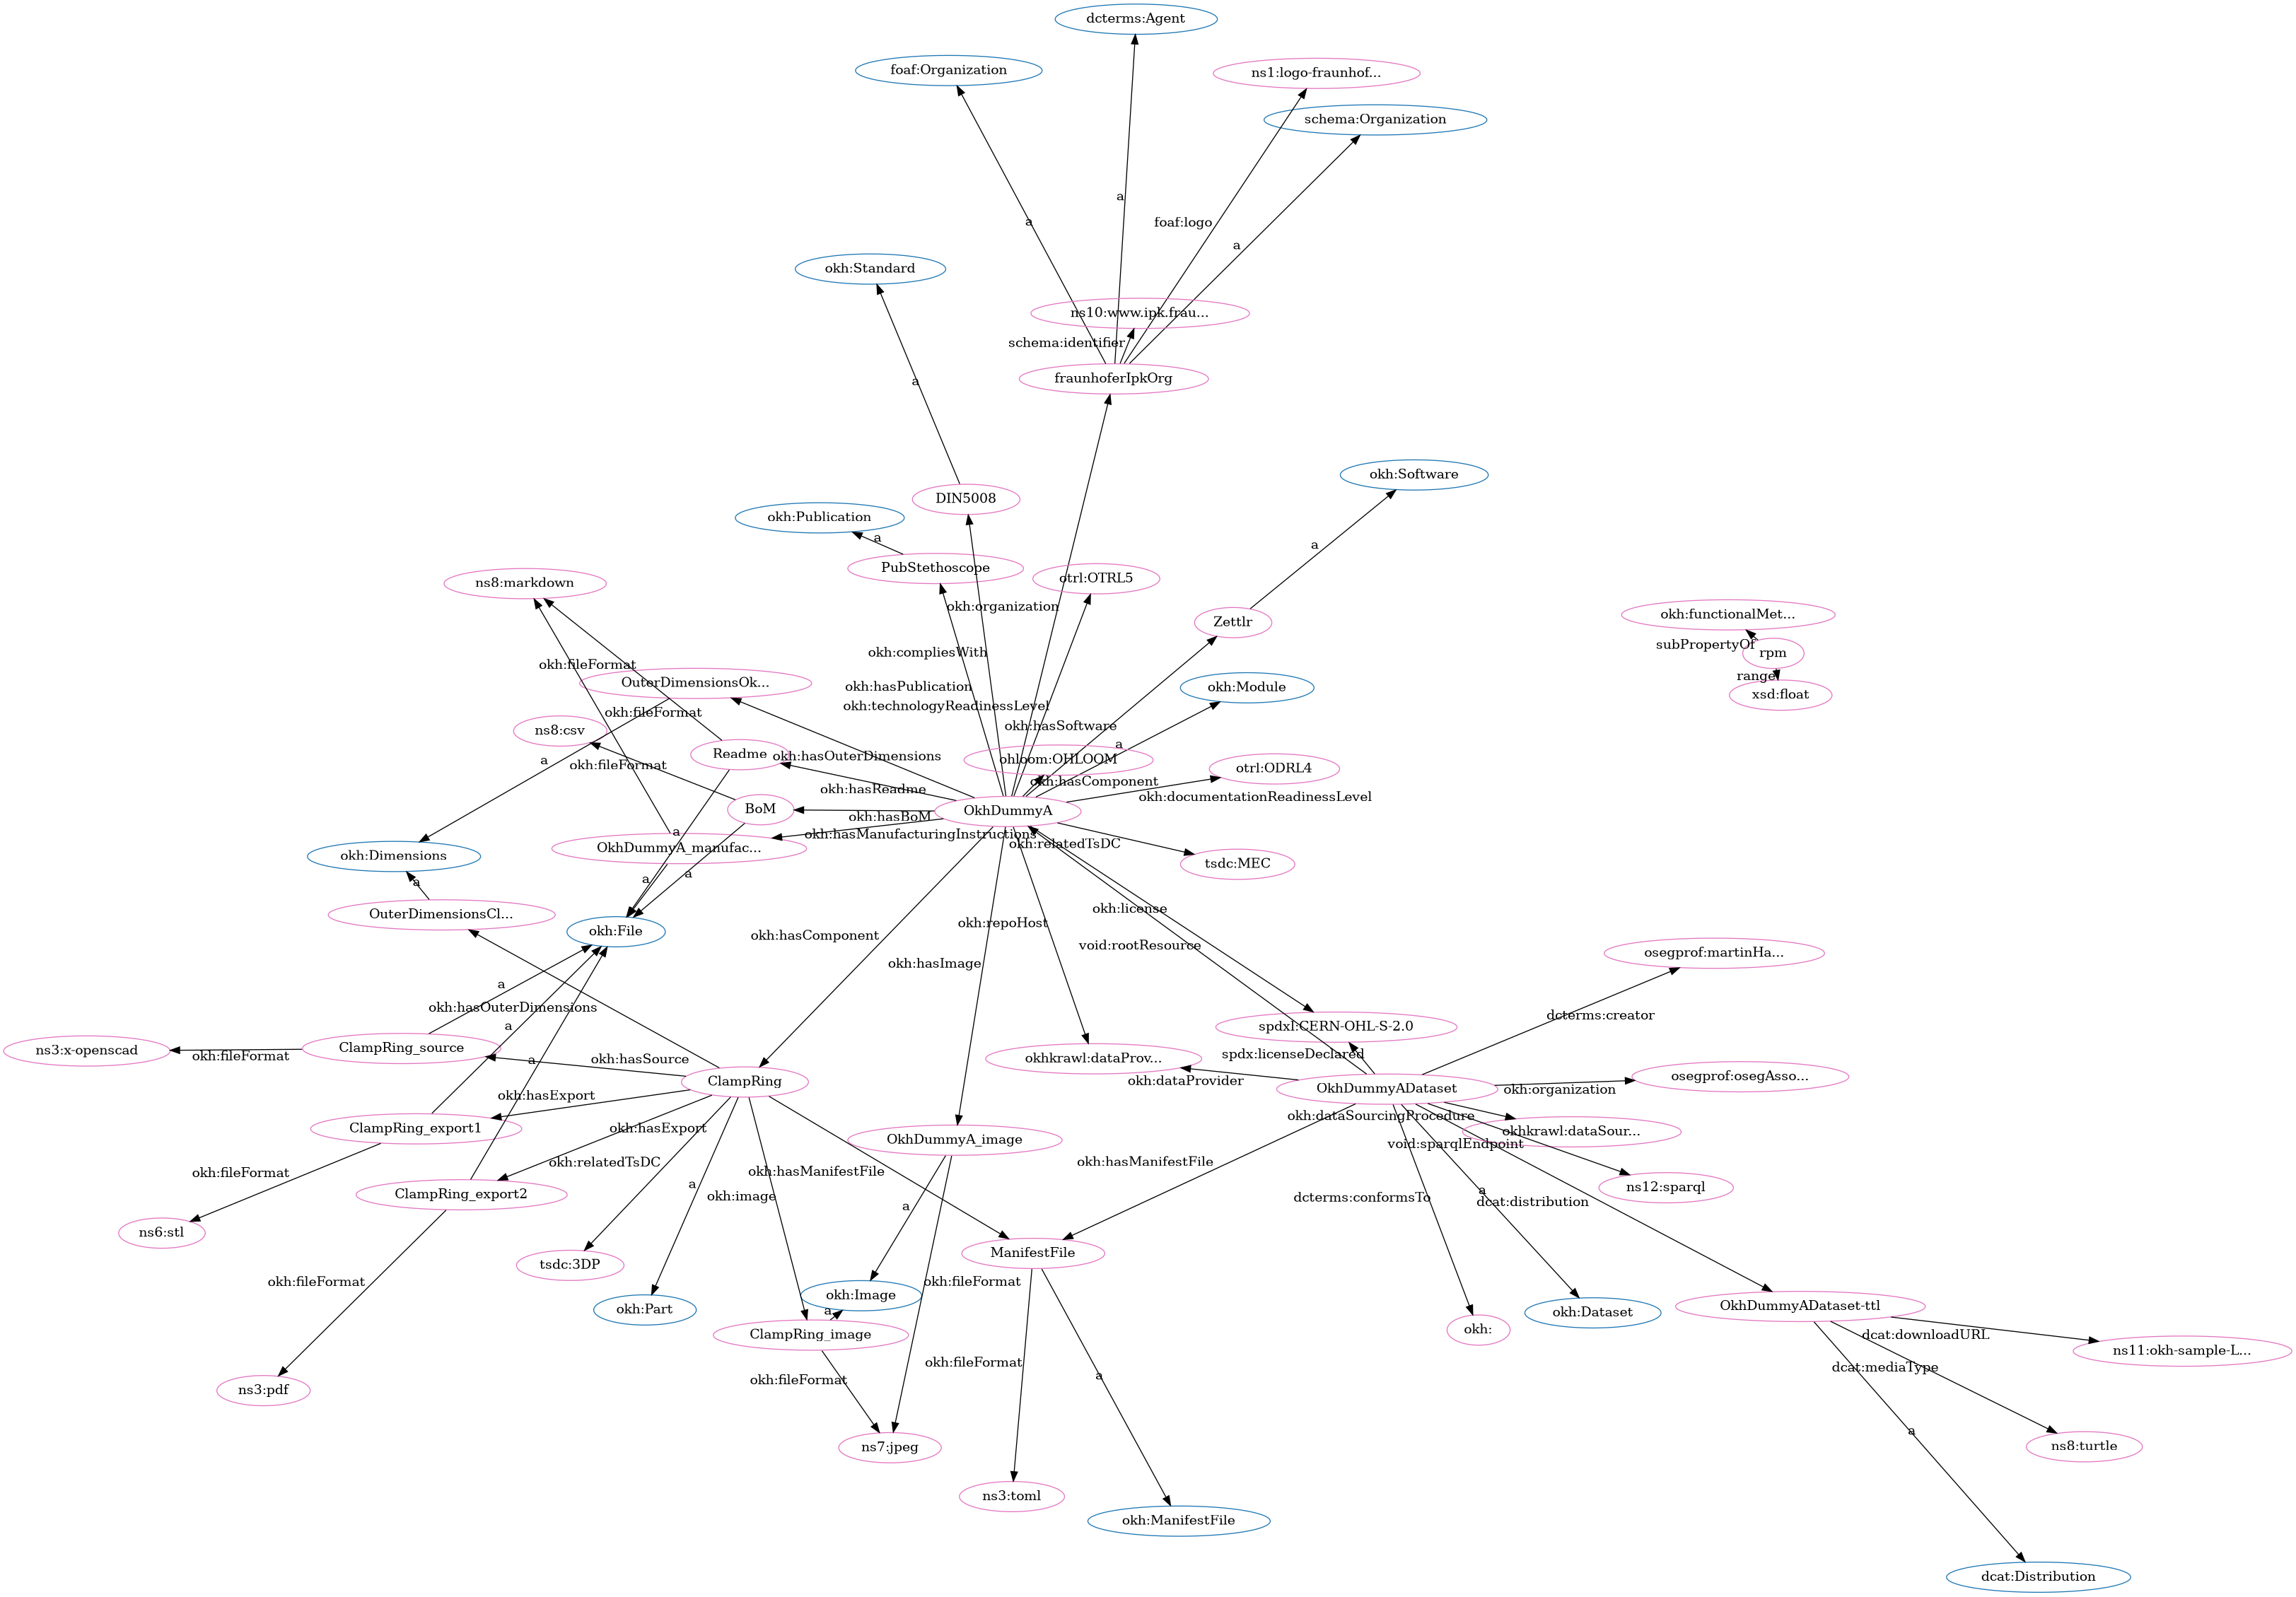 dcterms:Agent
foaf:Organization
ns1:logo-fraunhof...
schema:Organization
a
a
foaf:logo
a
okh:Standard
ns10:www.ipk.frau...
schema:identifier
fraunhoferIpkOrg
a
okh:Software
DIN5008
okh:Publication
a
a
PubStethoscope
otrl:OTRL5
ns8:markdown
okh:organization
Zettlr
okh:functionalMet...
subPropertyOf
rpm
okh:compliesWith
okh:fileFormat
range
xsd:float
OuterDimensionsOk...
okh:hasPublication
okh:Module
okh:technologyReadinessLevel
okh:fileFormat
okh:hasSoftware
ns8:csv
a
Readme
okh:hasOuterDimensions
ohloom:OHLOOM
a
okh:fileFormat
otrl:ODRL4
okh:hasComponent
okh:hasReadme
okh:documentationReadinessLevel
BoM
OkhDummyA
okh:hasBoM
a
okh:hasManufacturingInstructions
okh:relatedTsDC
OkhDummyA_manufac...
okh:Dimensions
tsdc:MEC
a
a
a
OuterDimensionsCl...
okh:license
okh:repoHost
okh:File
okh:hasComponent
void:rootResource
osegprof:martinHa...
okh:hasImage
a
okh:hasOuterDimensions
dcterms:creator
a
spdxl:CERN-OHL-S-2.0
ns3:x-openscad
okh:fileFormat
ClampRing_source
a
okh:hasSource
okhkrawl:dataProv...
spdx:licenseDeclared
ClampRing
okh:dataProvider
OkhDummyADataset
osegprof:osegAsso...
okh:organization
okh:hasExport
okh:dataSourcingProcedure
ClampRing_export1
okh:hasExport
okhkrawl:dataSour...
OkhDummyA_image
void:sparqlEndpoint
okh:relatedTsDC
okh:hasManifestFile
okh:hasManifestFile
okh:fileFormat
a
ClampRing_export2
okh:image
a
dcterms:conformsTo
a
dcat:distribution
ns12:sparql
ns6:stl
ManifestFile
tsdc:3DP
okh:fileFormat
okh:fileFormat
okh:Image
okh:Part
a
okh:Dataset
OkhDummyADataset-ttl
ClampRing_image
okh:
dcat:downloadURL
ns11:okh-sample-L...
okh:fileFormat
dcat:mediaType
okh:fileFormat
a
ns3:pdf
a
ns7:jpeg
ns8:turtle
ns3:toml
okh:ManifestFile
dcat:Distribution